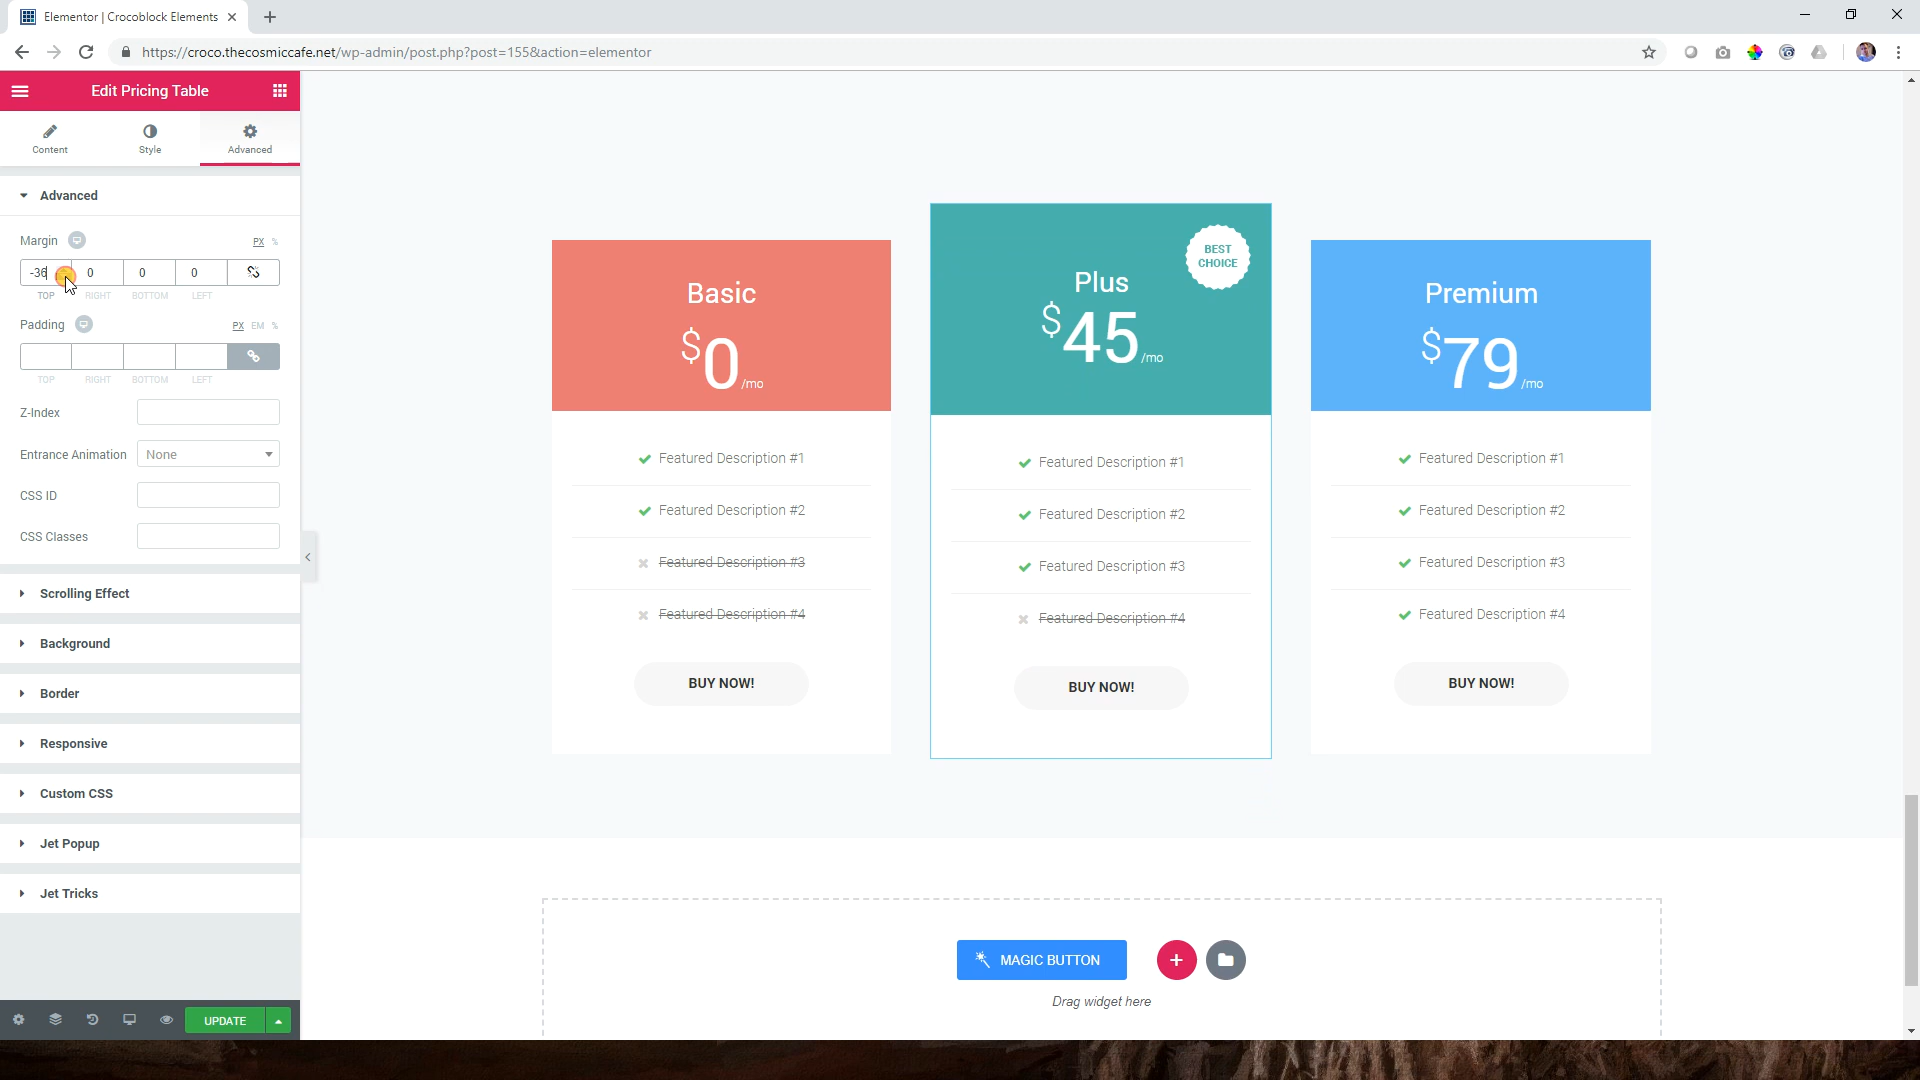 Elementor | Crocoblock Elements
https://croco.thecosmiccafe.net/wp-admin/post.php?post=155&action=elementor
Edit Pricing Table
Content Style Advanced
Advanced
Margin PX %
-36 0 0 0
TOP RIGHT BOTTOM LEFT
Padding PX EM %
TOP RIGHT BOTTOM LEFT
Z-Index
Entrance Animation None
CSS ID
CSS Classes
Scrolling Effect
Background
Border
Responsive
Custom CSS
Jet Popup
Jet Tricks
UPDATE
Basic
$0/mo
Featured Description #1
Featured Description #2
Featured Description #3
Featured Description #4
BUY NOW!
BEST
CHOICE
Plus
$45/mo
Featured Description #1
Featured Description #2
Featured Description #3
Featured Description #4
BUY NOW!
Premium
$79/mo
Featured Description #1
Featured Description #2
Featured Description #3
Featured Description #4
BUY NOW!
MAGIC BUTTON
Drag widget here